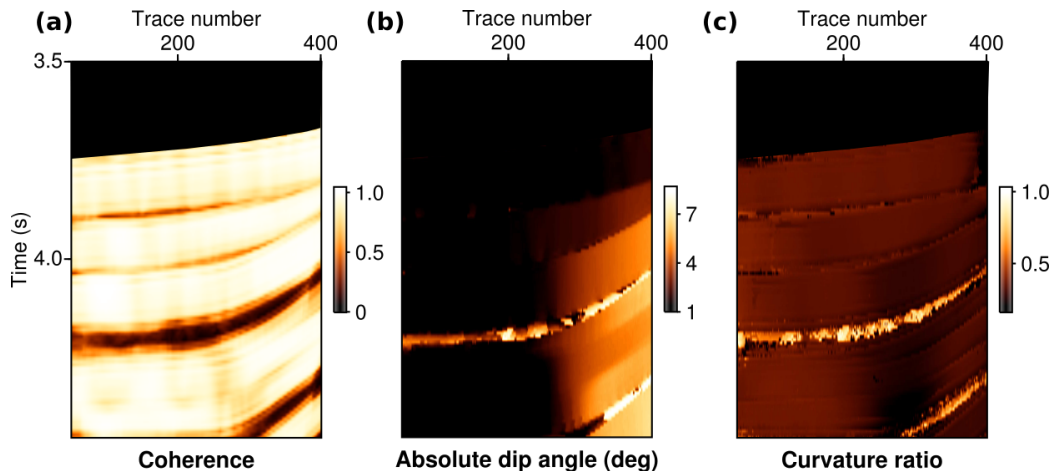 (a)
Trace number
200
400
3.5
Time (s)
4.0
1.0
0.5
0
Coherence
(b)
Trace number
200
400
7
4
1
Absolute dip angle (deg)
(c)
Trace number
200
400
1.0
0.5
Curvature ratio